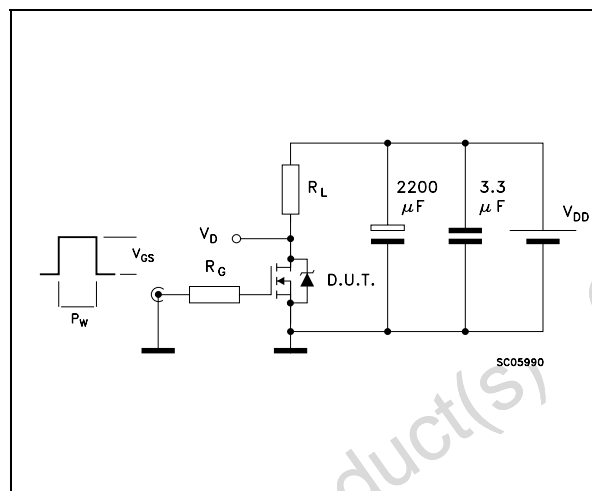 R_L
2200
μF
3.3
μF
V_DD
V_D
V_GS
R_G
D.U.T.
P_W
SC05990
duct(s)